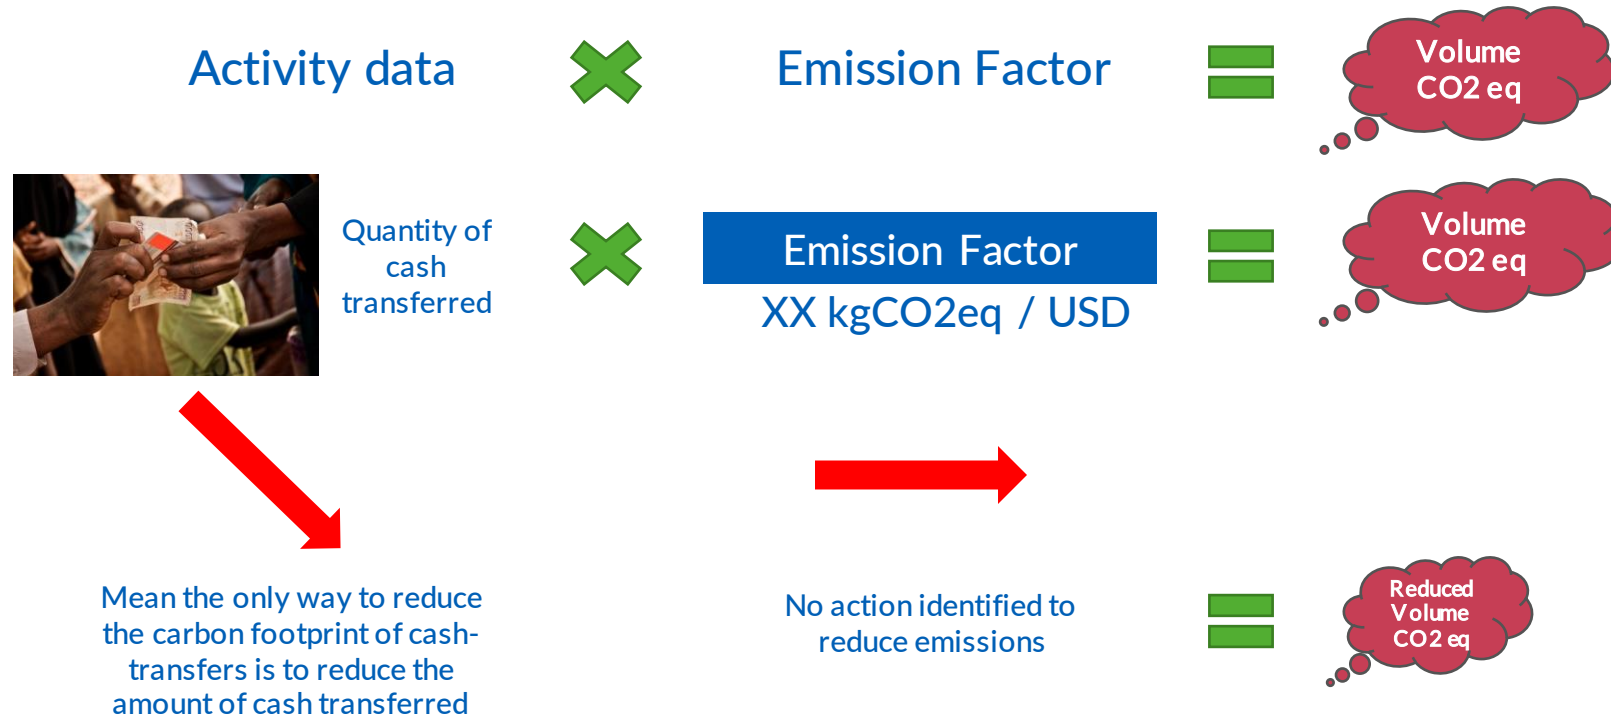 Activity data
Emission Factor
Volume
CO2 eq
Quantity of
cash
transferred
Emission Factor
XX kgCO2eq / USD
Volume
CO2 eq
Mean the only way to reduce
the carbon footprint of cash-
transfers is to reduce the
amount of cash transferred
No action identified to
reduce emissions
Reduced
Volume
CO2 eq